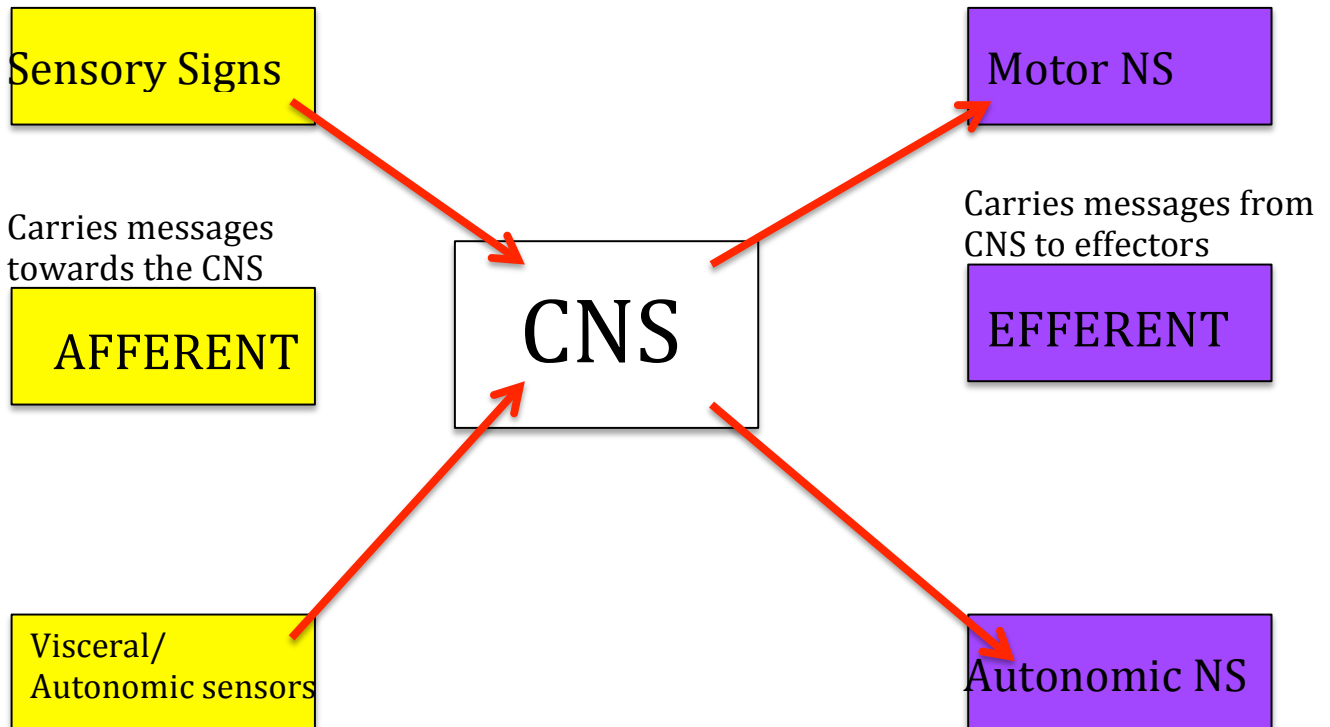 Sensory Signs
Motor NS
Carries messages
towards the CNS
Carries messages from
CNS to effectors
AFFERENT
CNS
EFFERENT
Visceral/
Autonomic sensors
Autonomic NS